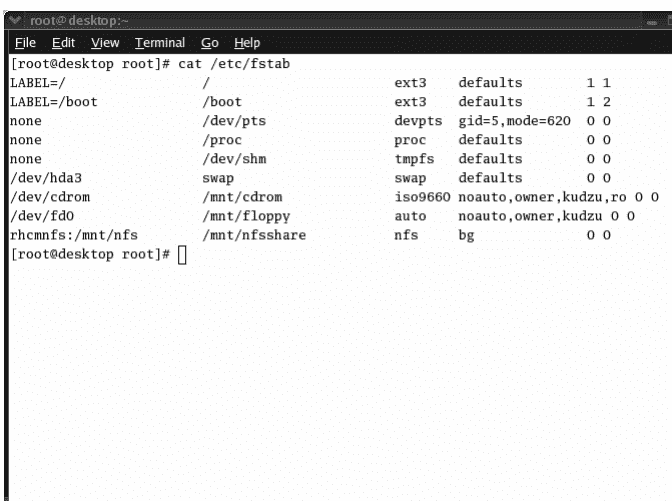 root@desktop:~
File Edit View Terminal Go Help
[root@desktop root]# cat /etc/fstab
LABEL=/ / ext3 defaults 1 1
LABEL=/boot /boot ext3 defaults 1 2
none /dev/pts devpts gid=5,mode=620 0 0
none /proc proc defaults 0 0
none /dev/shm tmpfs defaults 0 0
/dev/hda3 swap swap defaults 0 0
/dev/cdrom /mnt/cdrom iso9660 noauto,owner,kudzu,ro 0 0
/dev/fd0 /mnt/floppy auto noauto,owner,kudzu 0 0
rhcmnfs:/mnt/nfs /mnt/nfsshare nfs bg 0 0
[root@desktop root]#